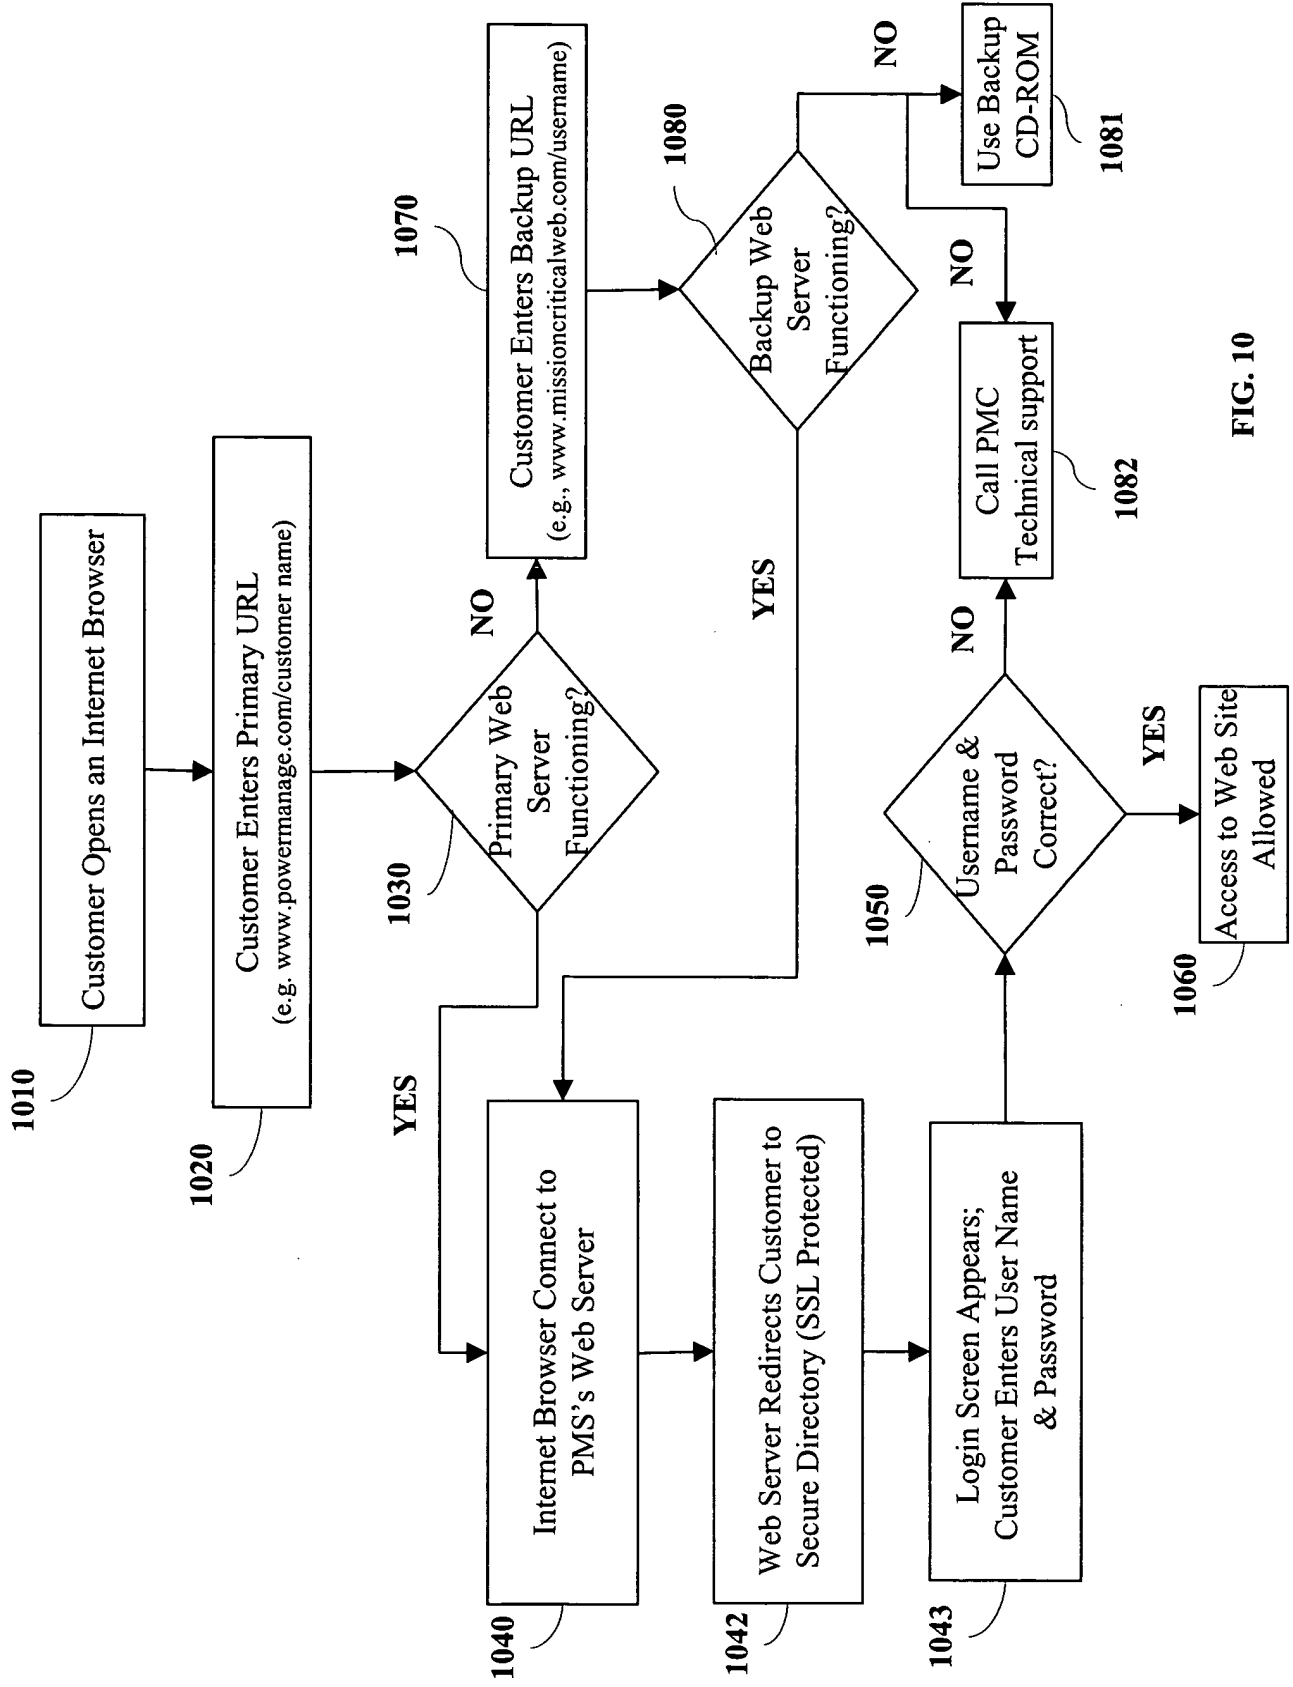 1010
Customer Opens an Internet Browser
1020
Customer Enters Primary URL
(e.g. www.powermanage.com/customer name)
1030
Primary Web
Server
Functioning?
YES
NO
1070
Customer Enters Backup URL
(e.g., www.missioncriticalweb.com/username)
1080
Backup Web
Server
Functioning?
YES
NO
NO
Use Backup
CD-ROM
1081
1040
Internet Browser Connect to
PMS's Web Server
1042
Web Server Redirects Customer to
Secure Directory (SSL Protected)
1043
Login Screen Appears;
Customer Enters User Name
& Password
1050
Username &
Password
Correct?
NO
Call PMC
Technical support
1082
YES
1060
Access to Web Site
Allowed
FIG. 10